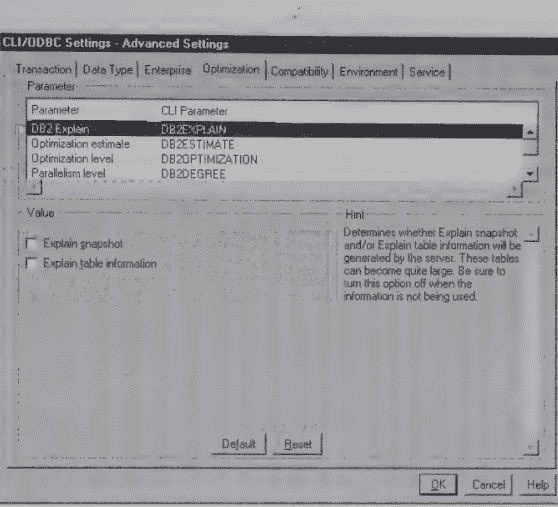 CLI/ODBC Settings - Advanced Settings
Transaction Data Type Enterprise Optimization Compatibility Environment Service
Parameter
Parameter CLI Parameter
DB2 Explain DB2EXPLAIN
Optimization estimate DB2ESTIMATE
Optimization level DB2OPTIMIZATION
Parallelism level DB2DEGREE
Value
Explain snapshot
Explain table information
Hint
Determines whether Explain snapshot
and/or Explain table information will be
generated by the server. These tables
can become quite large. Be sure to
turn this option off when the
information is not being used.
Default Reset
OK Cancel Help